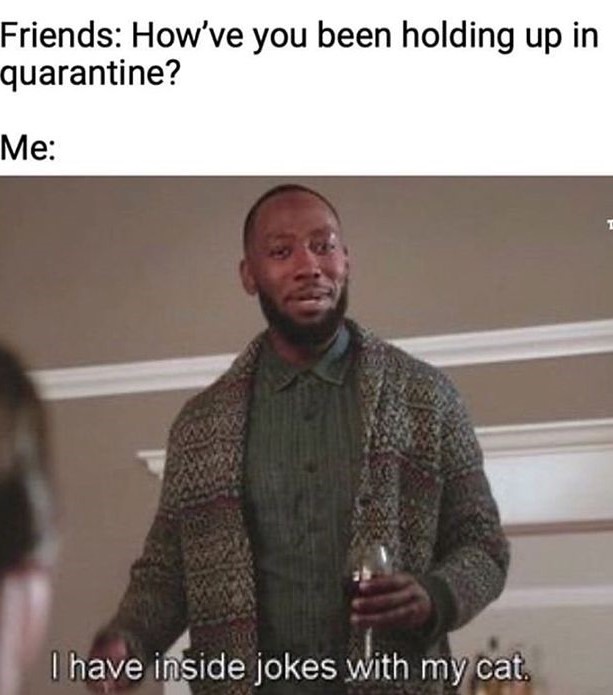 Friends: How've you been holding up in
quarantine?
Me:
I have inside jokes with my cat.